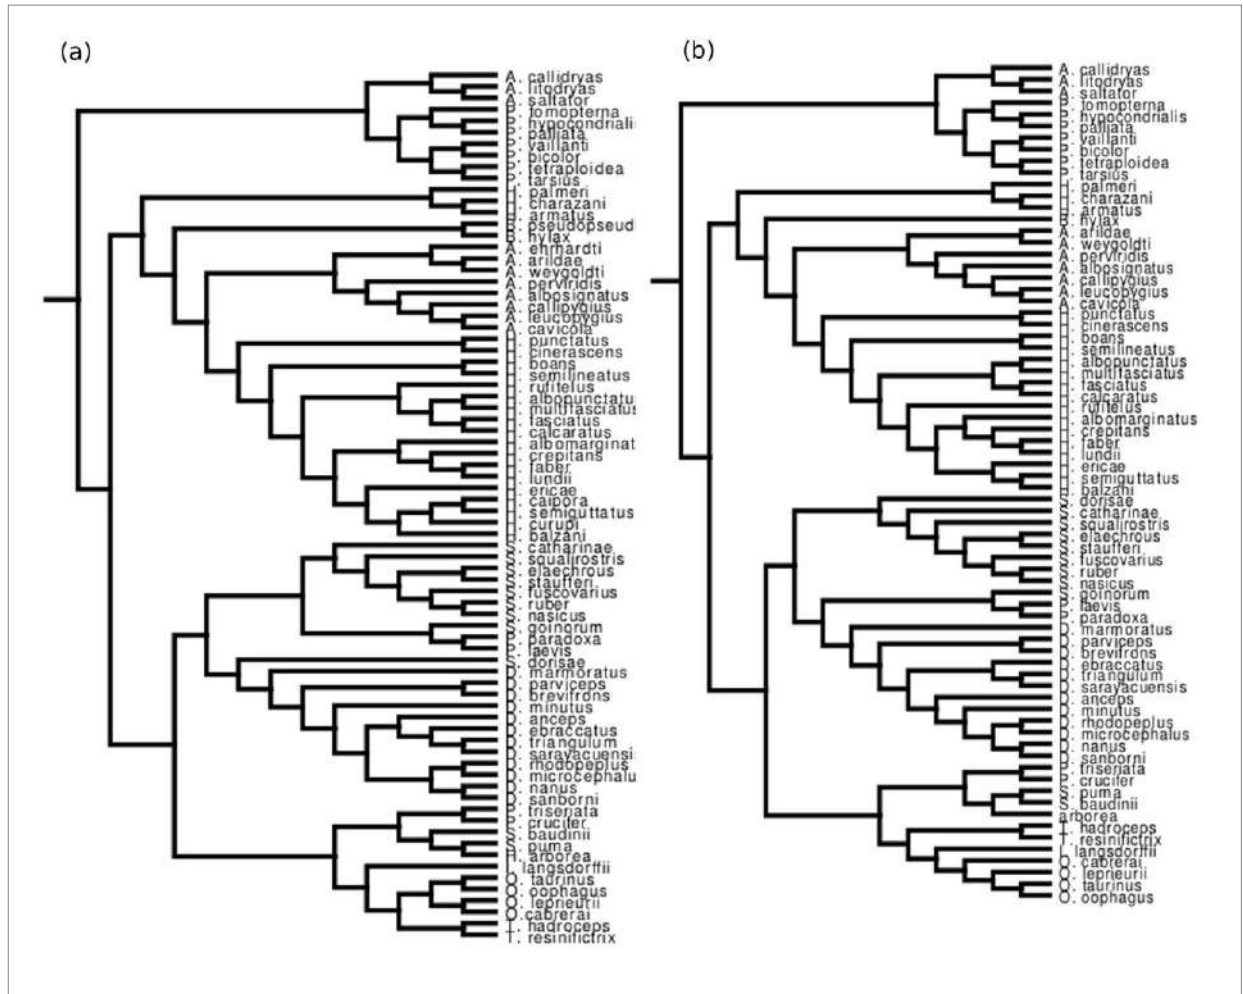 (a)
A. callidryas
A. litodryas
A. saltator
P. tomopterna
P. hypocondriali
P. palliata
P. vaillanti
P. bicolor
P. tetraploidea
P. tarsius
H. palmeri
H. charazani
H. armatus
B. pseudopseud
B. hylax
A. ehrhardti
A. arildae
A. weygoldti
A. perviridis
A. albosignatus
A. callipygius
A. leucopygius
A. cavicola
H. punctatus
H. cinerascens
H. boans
H. semilineatus
H. rufitelus
H. albopunctatu
H. multifasciatus
H. fasciatus
H. calcaratus
H. albomarginat
H. crepitans
H. faber
H. lundii
H. ericae
H. caipora
H. semiguttatus
H. curupi
H. balzani
S. catharinae
S. squalirostris
S. elaechrous
S. staufferi
S. fuscovarius
S. ruber
S. nasicus
S. goinorum
P. paradoxa
P. laevis
S. dorisae
D. marmoratus
D. parviceps
D. brevifrons
D. minutus
D. anceps
D. ebraccatus
D. triangulum
D. sarayacuensi
D. rhodopeplus
D. microcephalu
D. nanus
D. sanborni
P. triseriata
P. crucifer
S. baudinii
S. puma
H. arborea
I. langsdorffii
O. taurinus
O. oophagus
O. leprieurii
O.cabrerai
T. hadroceps
T. resinifictrix
(b)
A. callidryas
A. litodryas
A. saltator
P. tomopterna
P. hypocondrialis
P. palliata
P. vaillanti
P. bicolor
P. tetraploidea
P. tarsius
H. palmeri
H. charazani
H. armatus
B. hylax
A. arildae
A. weygoldti
A. perviridis
A. albosignatus
A. callipygius
A. leucopygius
A. cavicola
H. punctatus
H. cinerascens
H. boans
H. semilineatus
H. albopunctatus
H. multifasciatus
H. fasciatus
H. calcaratus
H. rufitelus
H. albomarginatus
H. crepitans
H. faber
H. lundii
H. ericae
H. semiguttatus
H. balzani
S. dorisae
S. catharinae
S. squalirostris
S. elaechrous
S. staufferi
S. fuscovarius
S. ruber
S. nasicus
S. goinorum
P. laevis
P. paradoxa
D. marmoratus
D. parviceps
D. brevifrons
D. ebraccatus
D. triangulum
D. sarayacuensis
D. anceps
D. minutus
D. rhodopeplus
D. microcephalus
D. nanus
D. sanborni
P. triseriata
P. crucifer
S. puma
S. baudinii
arborea
T. hadroceps
T. resinifictrix
I. langsdorffii
O. cabrerai
O. leprieurii
O. taurinus
O. oophagus